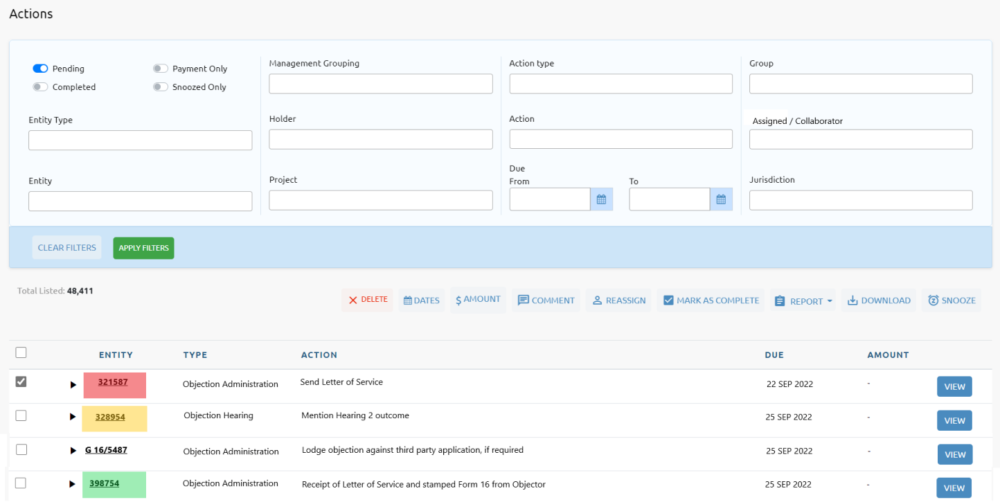 Actions
Pending
Payment Only
Completed
Snoozed Only
Entity Type
Entity
Management Grouping
Holder
Project
Action type
Action
Due
From
To
Group
Assigned / Collaborator
Jurisdiction
CLEAR FILTERS
APPLY FILTERS
Total Listed: 48,411
DELETE
DATES
$ AMOUNT
COMMENT
REASSIGN
MARK AS COMPLETE
REPORT
DOWNLOAD
SNOOZE
ENTITY TYPE ACTION DUE AMOUNT
321587 Objection Administration Send Letter of Service 22 SEP 2022 - VIEW
328954 Objection Hearing Mention Hearing 2 outcome 25 SEP 2022 - VIEW
G 16/5487 Objection Administration Lodge objection against third party application, if required 25 SEP 2022 - VIEW
398754 Objection Administration Receipt of Letter of Service and stamped Form 16 from Objector 25 SEP 2022 - VIEW